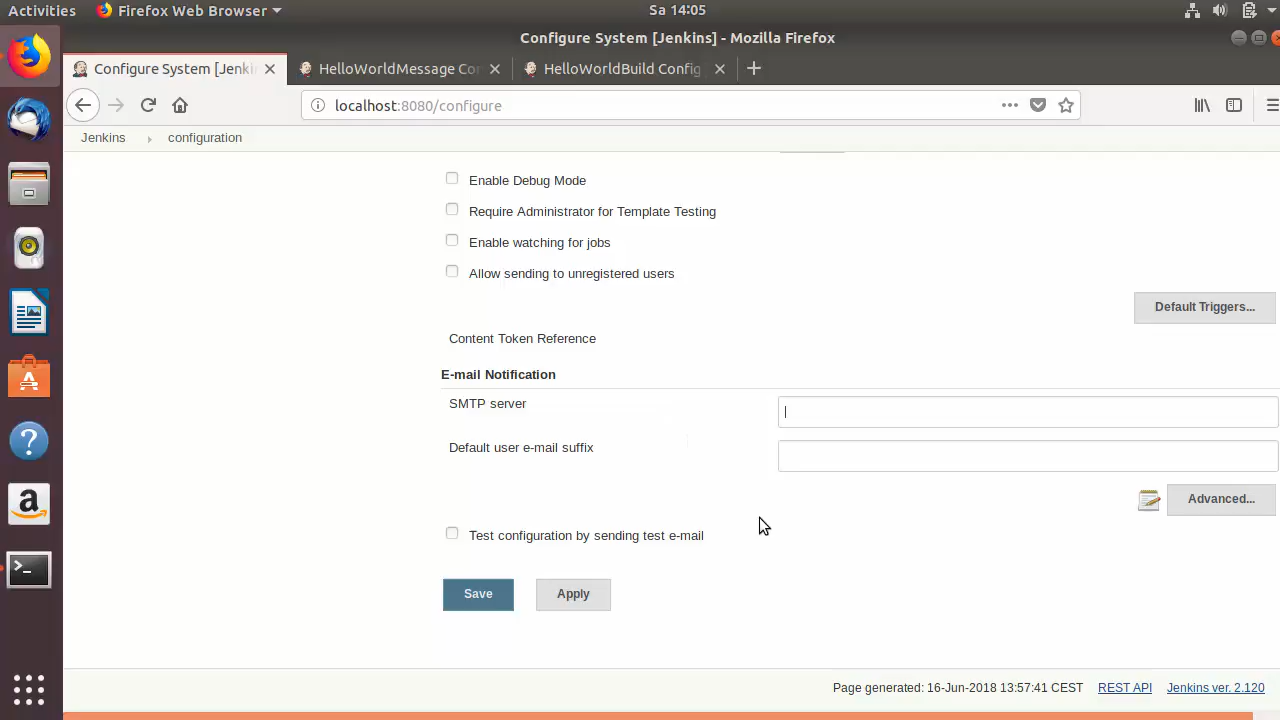 Activities Firefox Web Browser Sa 14:05
Configure System [Jenkins] - Mozilla Firefox
Configure System [Jenki HelloWorldMessage Co HelloWorldBuild Config
localhost:8080/configure
Jenkins configuration
Enable Debug Mode
Require Administrator for Template Testing
Enable watching for jobs
Allow sending to unregistered users
Default Triggers...
Content Token Reference
E-mail Notification
SMTP server
Default user e-mail suffix
Advanced...
Test configuration by sending test e-mail
Save Apply
Page generated: 16-Jun-2018 13:57:41 CEST REST API Jenkins ver. 2.120